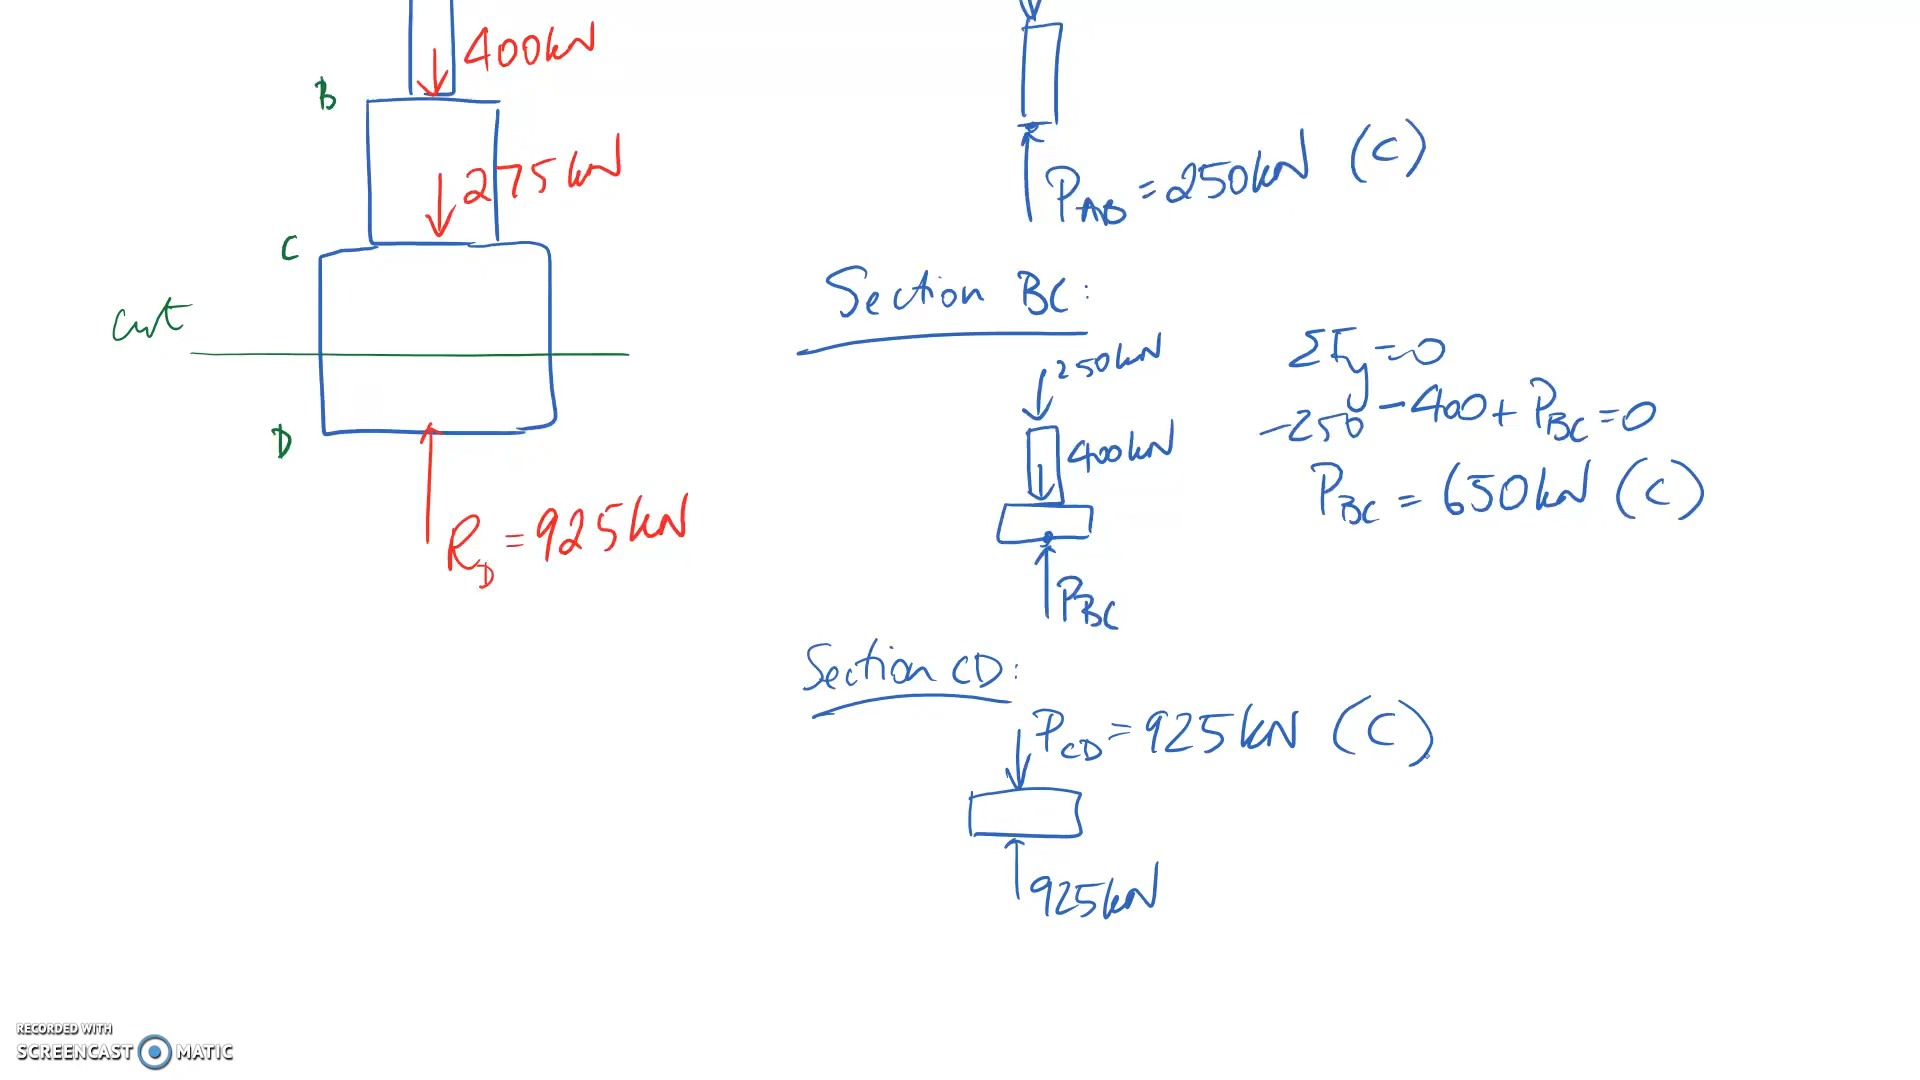 400kN
B
275kN
C
cut
D
R_D = 925kN
P_AB = 250kN (C)
Section BC:
250kN
400kN
P_BC
ΣFy = 0
-250 - 400 + P_BC = 0
P_BC = 650kN (C)
Section CD:
P_CD = 925kN (C)
925kN
RECORDED WITH
SCREENCAST MATIC